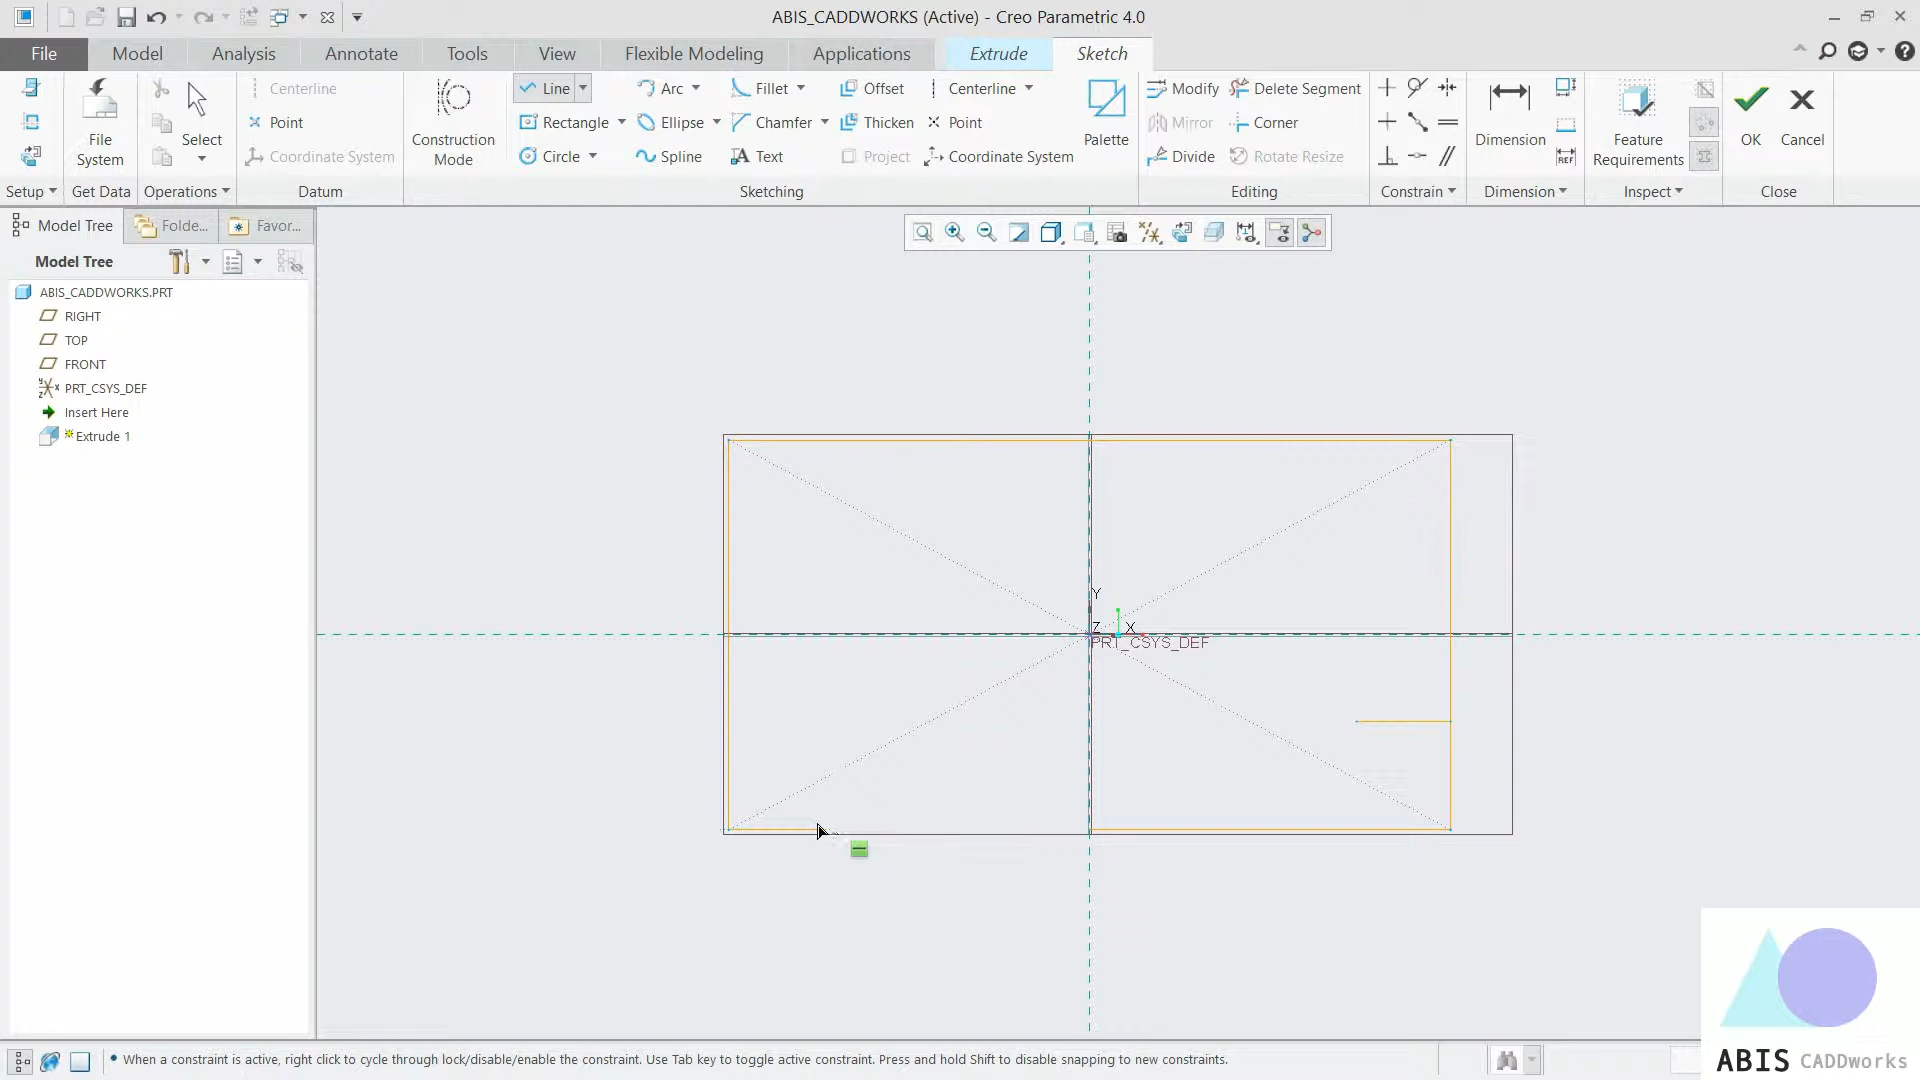 ABIS_CADDWORKS (Active) - Creo Parametric 4.0
File Model Analysis Annotate Tools View Flexible Modeling Applications Extrude Sketch
Centerline Line Arc Fillet Offset Centerline Modify Delete Segment
File System Select Point Construction Mode Rectangle Ellipse Chamfer Thicken Point Palette Mirror Corner Dimension Feature Requirements OK Cancel
Coordinate System Circle Spline Text Project Coordinate System Divide Rotate Resize REF
Setup Get Data Operations Datum Sketching Editing Constrain Dimension Inspect Close
Model Tree Folde... Favor...
Model Tree
ABIS_CADDWORKS.PRT
RIGHT
TOP
FRONT
PRT_CSYS_DEF
Insert Here
Extrude 1
Y
Z X
PRT_CSYS_DEF
When a constraint is active, right click to cycle through lock/disable/enable the constraint. Use Tab key to toggle active constraint. Press and hold Shift to disable snapping to new constraints.
ABIS CADDworks